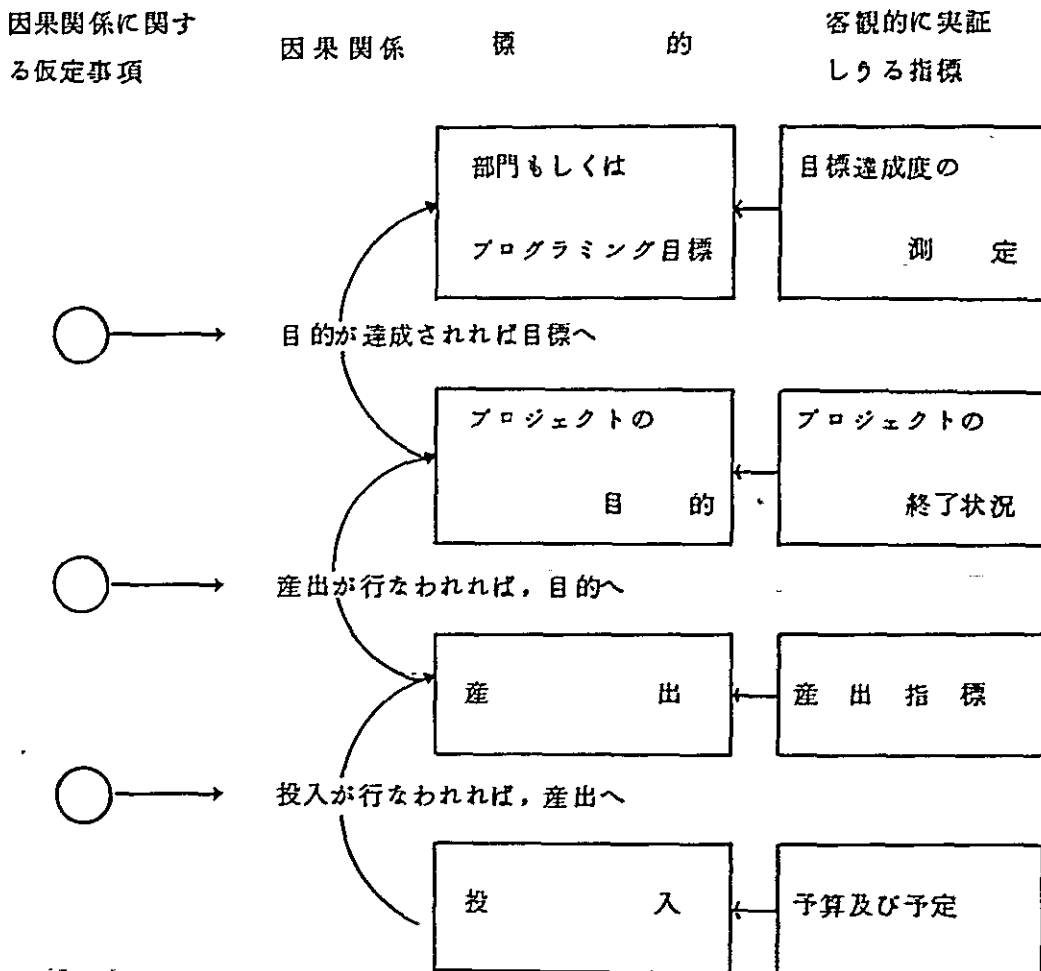 因果関係に関す
る仮定事項
因果関係
標的
客観的に実証
しうる指標
部門もしくは
プログラミング目標
目標達成度の
測定
目的が達成されれば目標へ
プロジェクトの
目的
プロジェクトの
終了状況
産出が行なわれれば，目的へ
産出
産出指標
投入が行なわれれば，産出へ
投入
予算及び予定